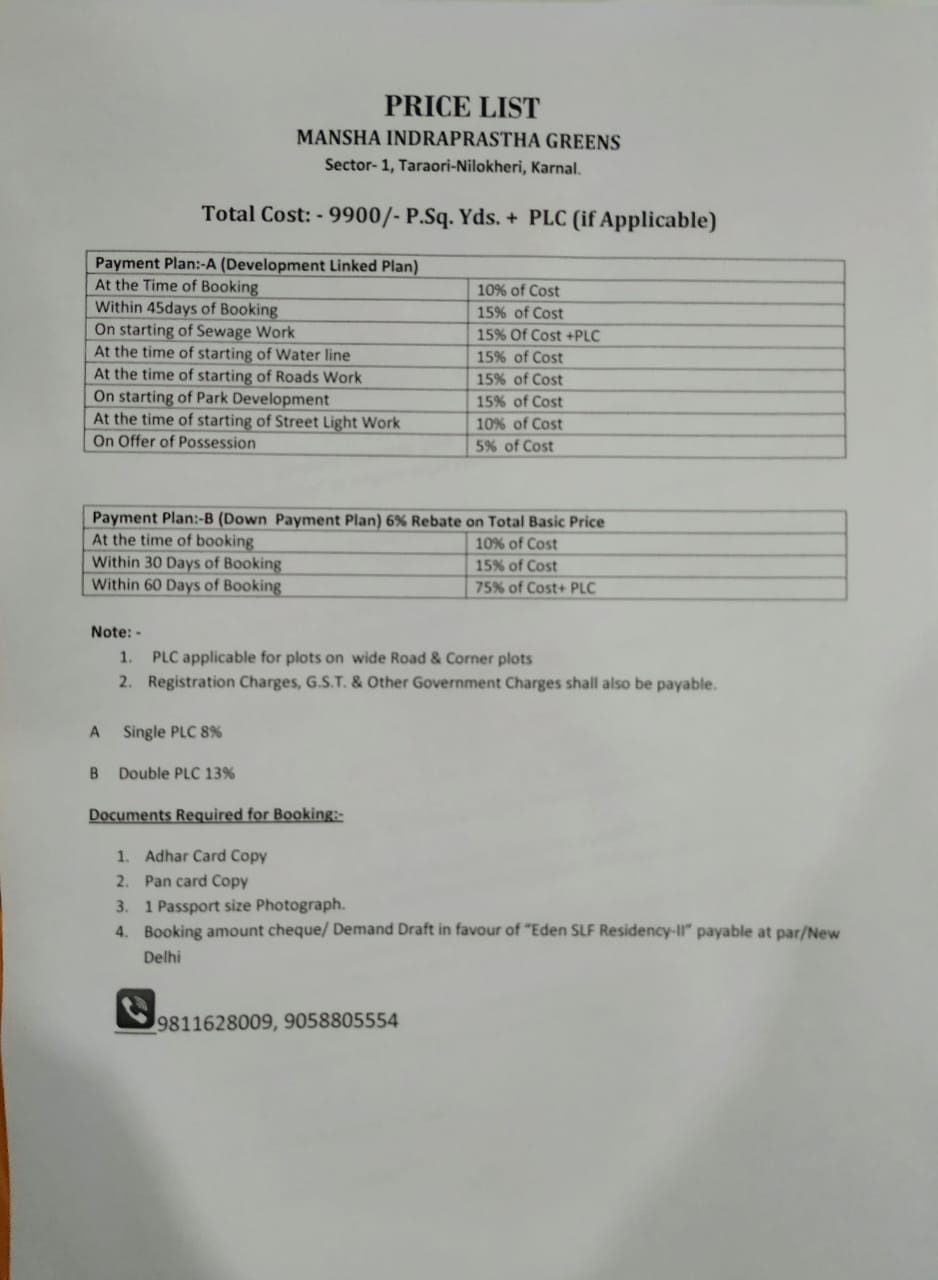 PRICE LIST
MANSHA INDRAPRASTHA GREENS
Sector- 1, Taraori-Nilokheri, Karnal.
Total Cost: - 9900/- P.Sq. Yds. + PLC (if Applicable)
Payment Plan:-A (Development Linked Plan)
At the Time of Booking 10% of Cost
Within 45days of Booking 15% of Cost
On starting of Sewage Work 15% Of Cost +PLC
At the time of starting of Water line 15% of Cost
At the time of starting of Roads Work 15% of Cost
On starting of Park Development 15% of Cost
At the time of starting of Street Light Work 10% of Cost
On Offer of Possession 5% of Cost
Payment Plan:-B (Down Payment Plan) 6% Rebate on Total Basic Price
At the time of booking 10% of Cost
Within 30 Days of Booking 15% of Cost
Within 60 Days of Booking 75% of Cost+ PLC
Note: -
1. PLC applicable for plots on wide Road & Corner plots
2. Registration Charges, G.S.T. & Other Government Charges shall also be payable.
A Single PLC 8%
B Double PLC 13%
Documents Required for Booking:-
1. Adhar Card Copy
2. Pan card Copy
3. 1 Passport size Photograph.
4. Booking amount cheque/ Demand Draft in favour of "Eden SLF Residency-II" payable at par/New
Delhi
9811628009, 9058805554